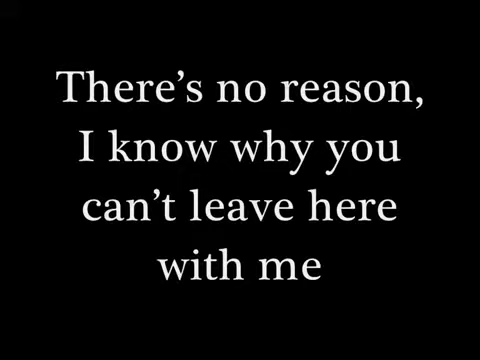 There’s no reason,
I know why you
can’t leave here
with me